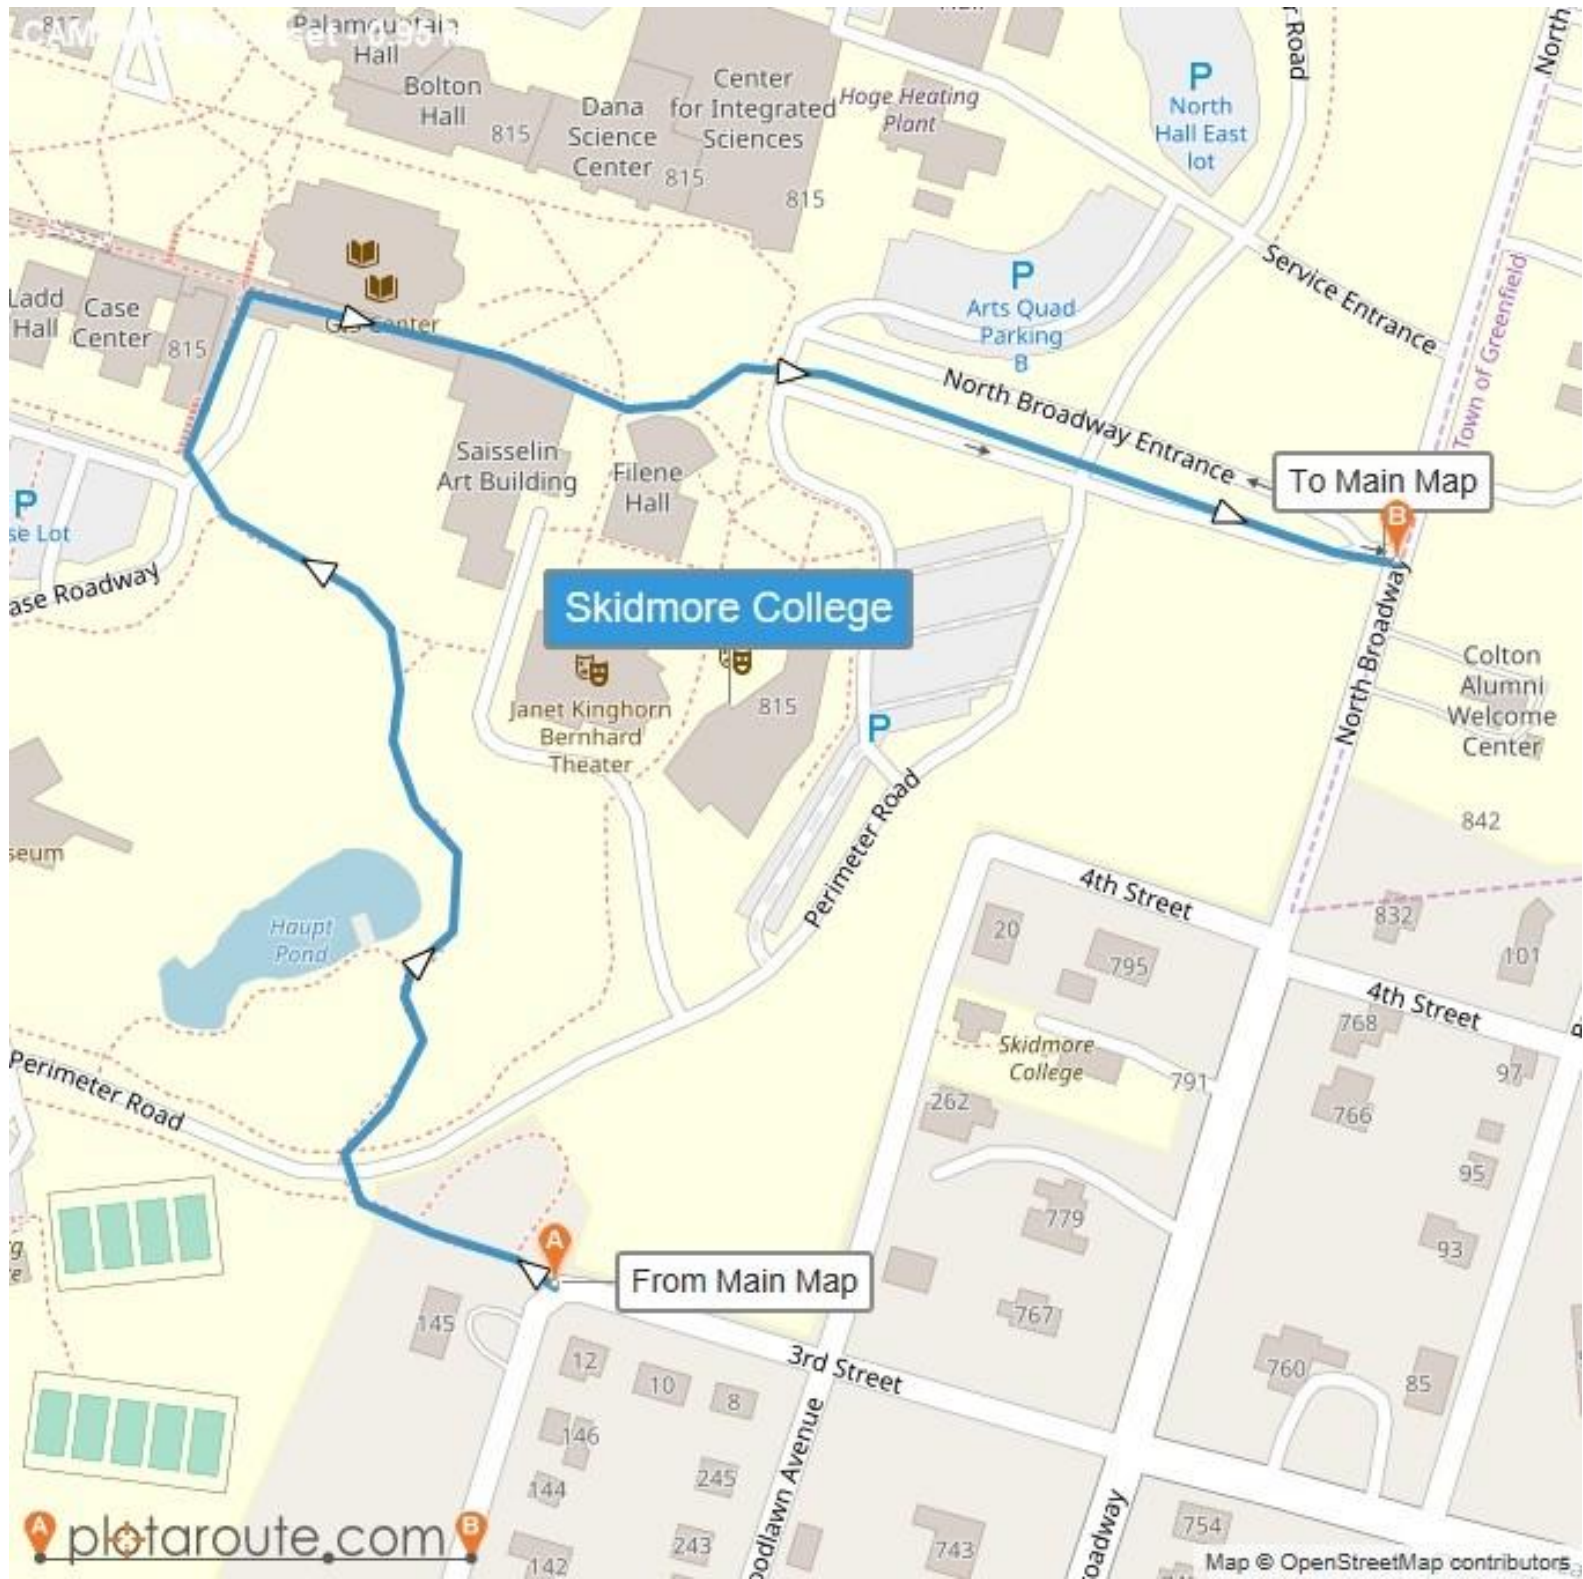 815
Palamountain
Hall
Bolton
Hall
815
Dana
Science
Center
Center
for Integrated
Sciences
815
815
Hoge Heating
Plant
P
North
Hall East
lot
Road
North
Ladd
Hall
Case
Center
815
GIS Center
P
Arts Quad
Parking
B
Service Entrance
Town of Greenfield
North Broadway Entrance
To Main Map
B
Saisselin
Art Building
Filene
Hall
P
se Lot
ase Roadway
Skidmore College
Janet Kinghorn
Bernhard
Theater
815
P
North Broadway
Colton
Alumni
Welcome
Center
842
Perimeter Road
seum
Haupt
Pond
4th Street
20
795
832
101
4th Street
768
97
Skidmore
College
791
262
766
95
Perimeter Road
779
93
A
From Main Map
145
767
12
10
8
3rd Street
760
85
146
144
245
243
142
oodlawn Avenue
743
oadway
754
A plotaroute.com B
Map © OpenStreetMap contributors